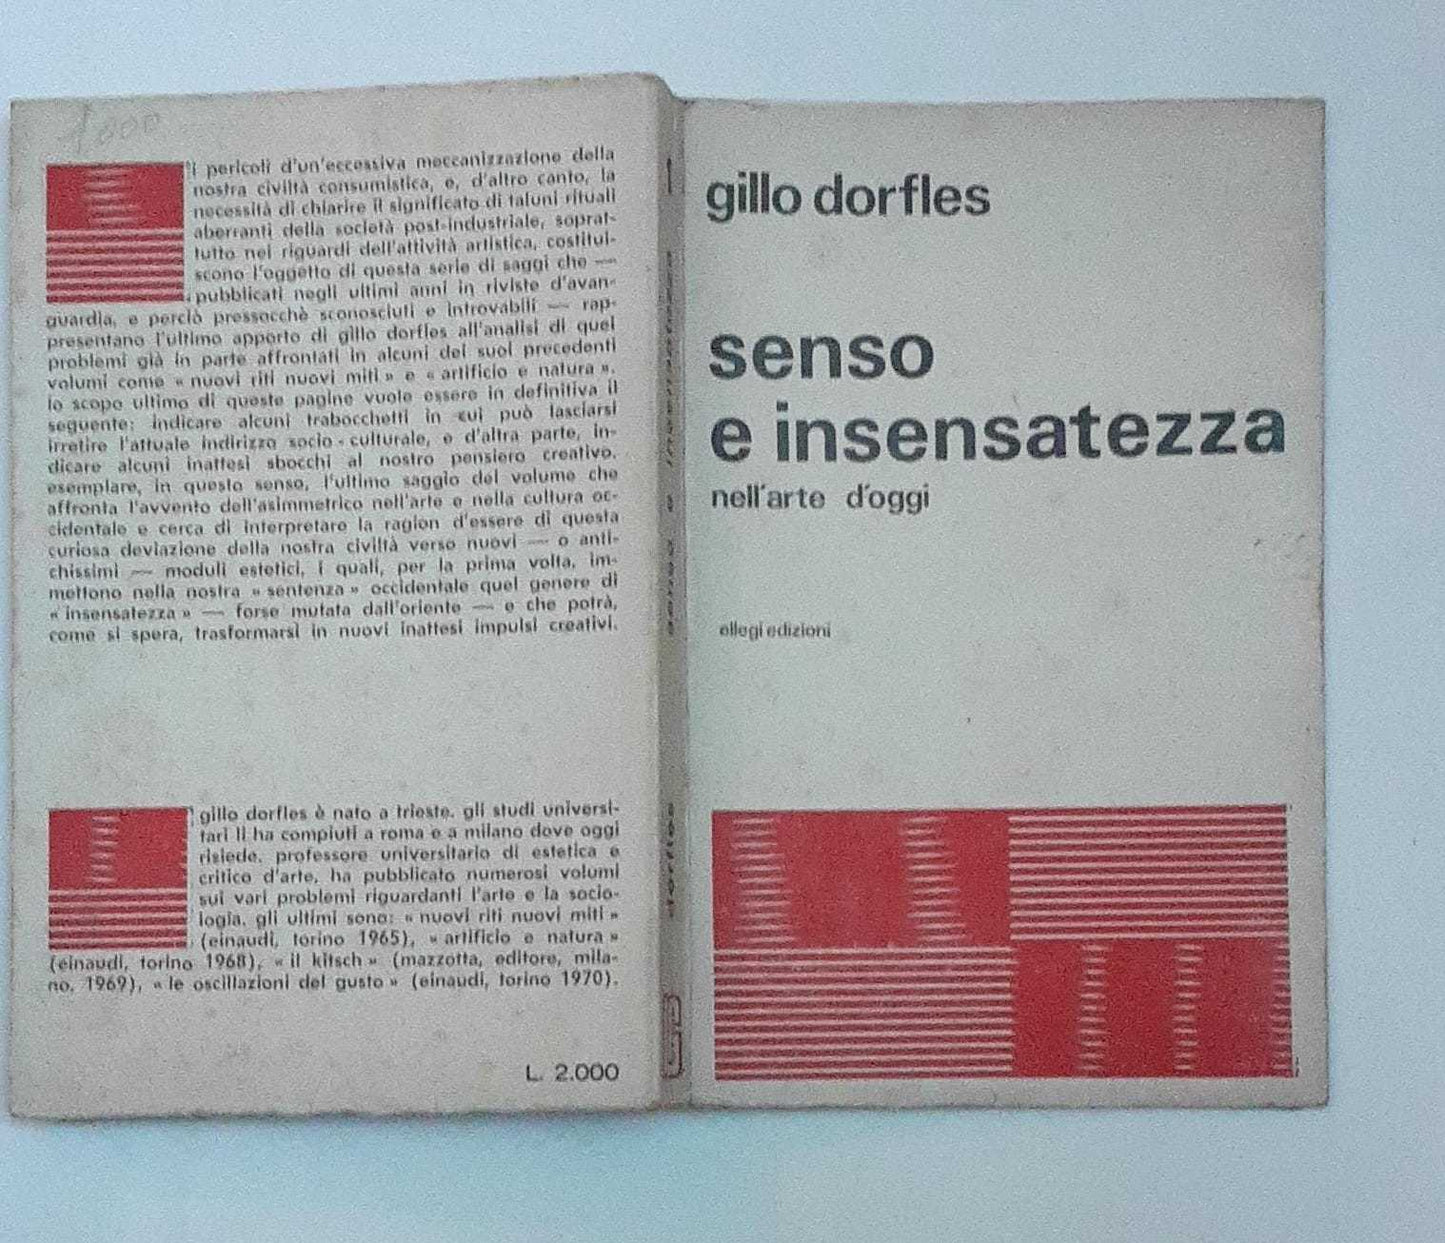 1000
i pericoli d'un'eccessiva meccanizzazione della
nostra civiltà consumistica, e, d'altro canto, la
necessità di chiarire il significato di taluni rituali
aberranti della società post-industriale, soprat-
tutto nei riguardi dell'attività artistica, costitui-
scono l'oggetto di questa serie di saggi che —
pubblicati negli ultimi anni in riviste d'avan-
guardia, e perciò pressocchè sconosciuti e introvabili — rap-
presentano l'ultimo apporto di gillo dorfles all'analisi di quei
problemi già in parte affrontati in alcuni dei suoi precedenti
volumi come « nuovi riti nuovi miti » e « artificio e natura ».
lo scopo ultimo di queste pagine vuole essere in definitiva il
seguente: indicare alcuni trabocchetti in cui può lasciarsi
irretire l'attuale indirizzo socio-culturale, e d'altra parte, in-
dicare alcuni inattesi sbocchi al nostro pensiero creativo.
esemplare, in questo senso, l'ultimo saggio del volume che
affronta l'avvento dell'asimmetrico nell'arte e nella cultura oc-
cidentale e cerca di interpretare la ragion d'essere di questa
curiosa deviazione della nostra civiltà verso nuovi — o anti-
chissimi — moduli estetici, i quali, per la prima volta, im-
mettono nella nostra « sentenza » occidentale quel genere di
« insensatezza » — forse mutata dall'oriente — e che potrà,
come si spera, trasformarsi in nuovi inattesi impulsi creativi.
gillo dorfles è nato a trieste. gli studi universi-
tari li ha compiuti a roma e a milano dove oggi
risiede. professore universitario di estetica e
critico d'arte, ha pubblicato numerosi volumi
sui vari problemi riguardanti l'arte e la socio-
logia. gli ultimi sono: « nuovi riti nuovi miti »
(einaudi, torino 1965), « artificio e natura »
(einaudi, torino 1968), « il kitsch » (mazzotta, editore, mila-
no, 1969), « le oscillazioni del gusto » (einaudi, torino 1970).
L. 2.000
1
senso e insensatezza
dorfles
gillo dorfles
senso
e insensatezza
nell'arte d'oggi
ellegi edizioni